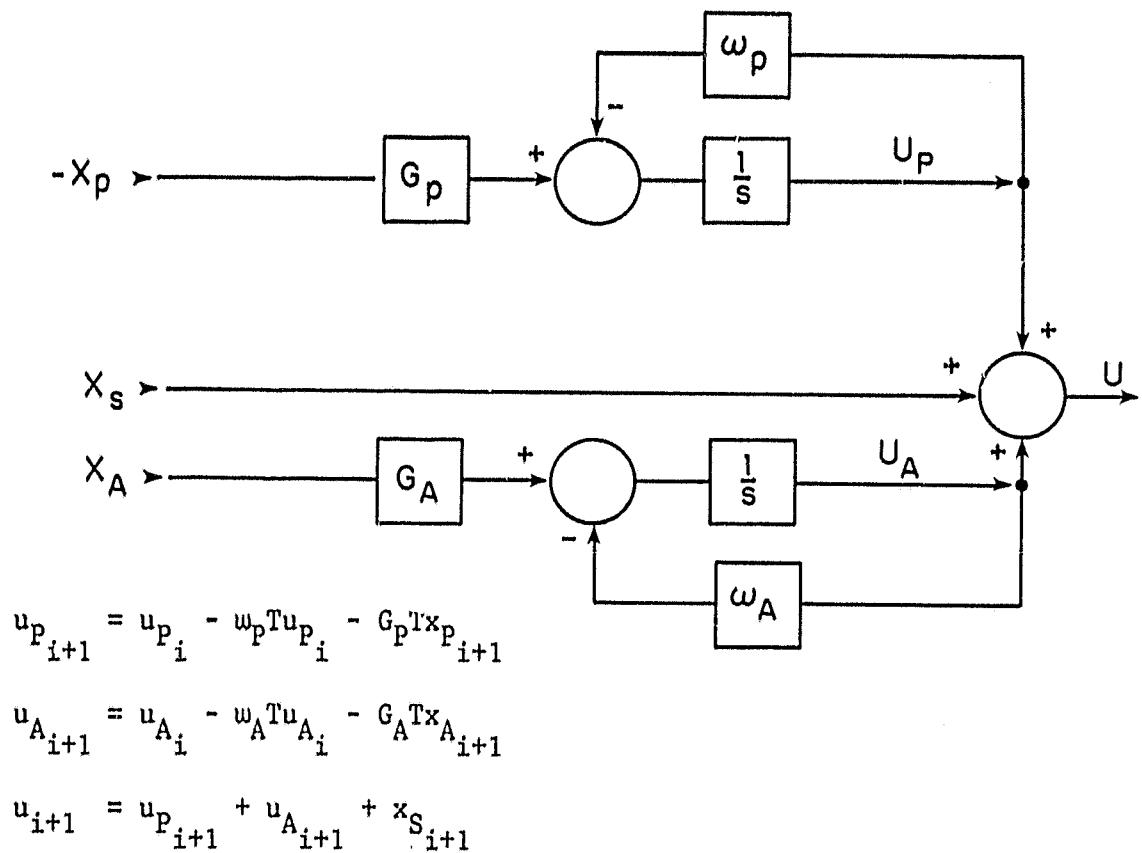 ω_p
-
-X_p
G_p
+
1/s
U_P
+
X_s
+
U
X_A
G_A
+
1/s
U_A
+
-
ω_A
u_{P_{i+1}} = u_{P_i} - ω_P T u_{P_i} - G_P T x_{P_{i+1}}
u_{A_{i+1}} = u_{A_i} - ω_A T u_{A_i} - G_A T x_{A_{i+1}}
u_{i+1} = u_{P_{i+1}} + u_{A_{i+1}} + x_{S_{i+1}}